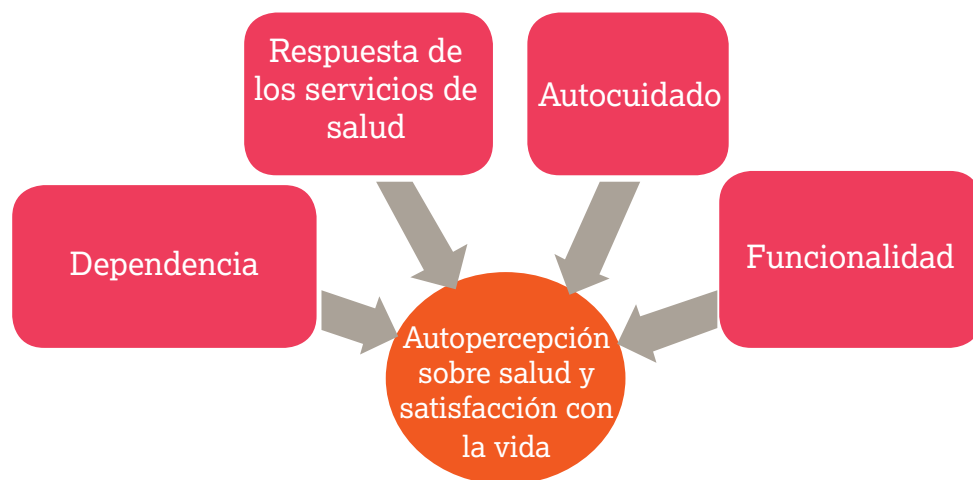 Respuesta de
los servicios de
salud
Autocuidado
Dependencia
Funcionalidad
Autopercepción
sobre salud y
satisfacción con
la vida